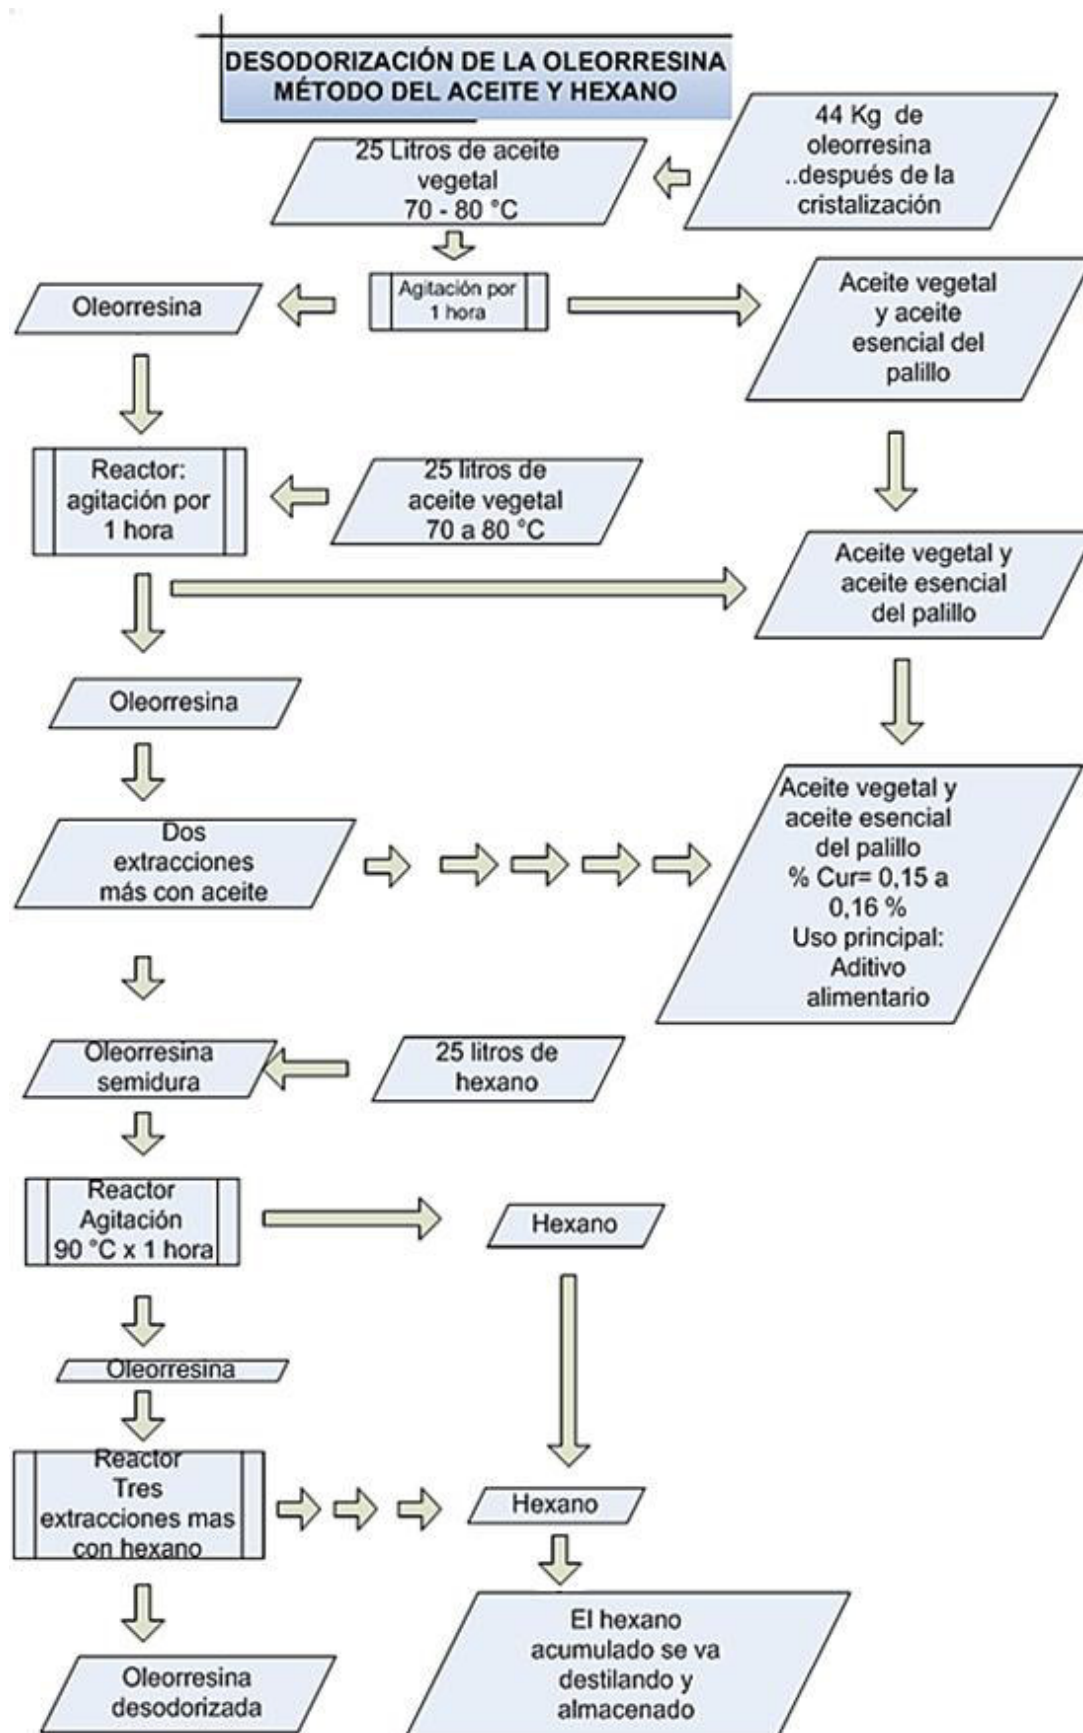 DESODORIZACIÓN DE LA OLEORRESINA
MÉTODO DEL ACEITE Y HEXANO
44 Kg de
oleorresina
..después de la
cristalización
25 Litros de aceite
vegetal
70 - 80 °C
Agitación por
1 hora
Oleorresina
Aceite vegetal
y aceite
esencial del
palillo
Reactor:
agitación por
1 hora
25 litros de
aceite vegetal
70 a 80 °C
Aceite vegetal y
aceite esencial
del palillo
Oleorresina
Dos
extracciones
más con aceite
Aceite vegetal y
aceite esencial
del palillo
% Cur= 0,15 a
0,16 %
Uso principal:
Aditivo
alimentario
Oleorresina
semidura
25 litros de
hexano
Reactor
Agitación
90 °C x 1 hora
Hexano
Oleorresina
Reactor
Tres
extracciones mas
con hexano
Hexano
Oleorresina
desodorizada
El hexano
acumulado se va
destilando y
almacenado